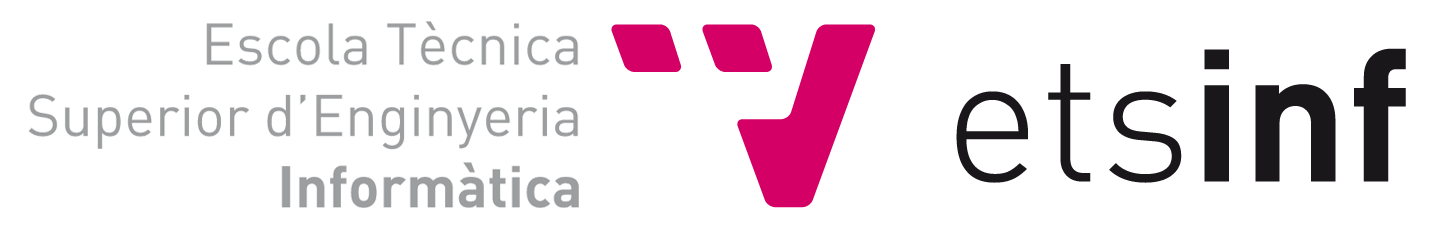 Escola Tècnica
Superior d’Enginyeria
Informàtica
etsinf